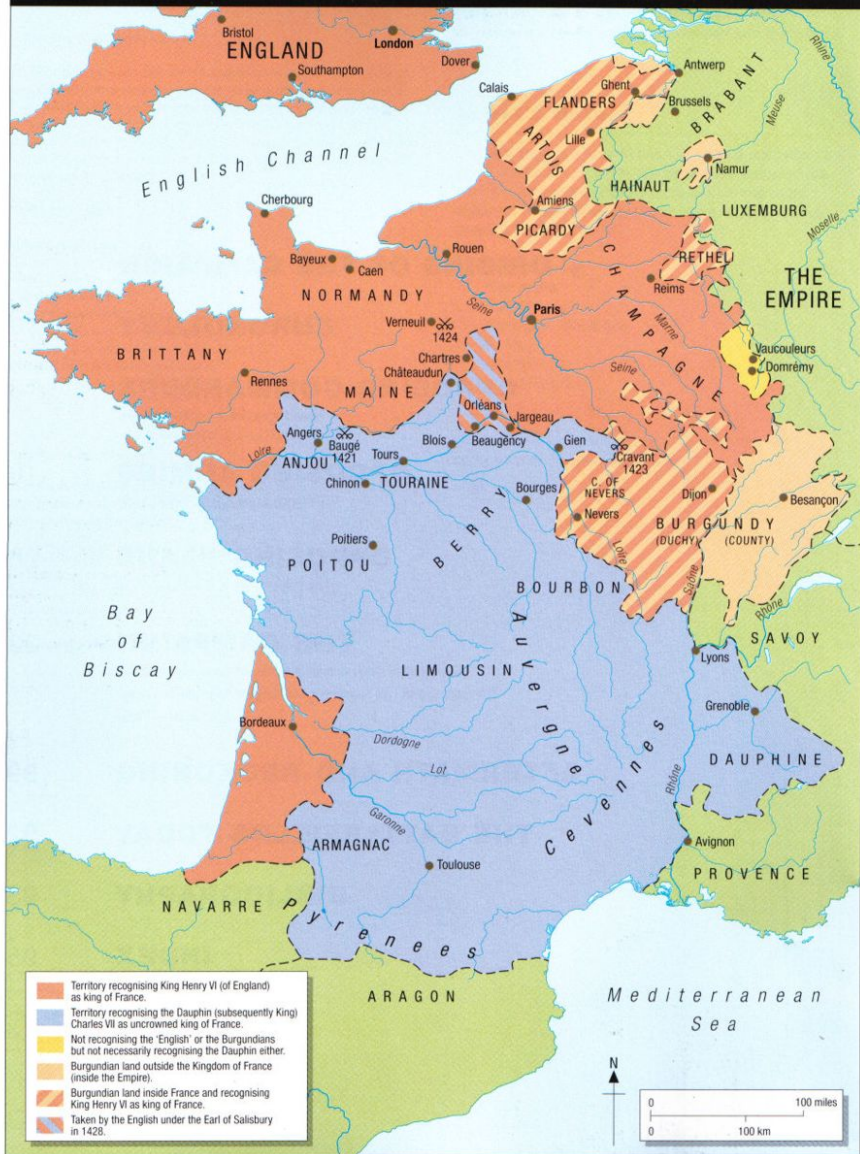 Bristol
ENGLAND
London
Southampton
Dover
Calais
English Channel
Antwerp
Ghent
FLANDERS
Brussels
BRABANT
Rhine
Meuse
Lille
ARTOIS
Namur
HAINAUT
LUXEMBURG
Moselle
Amiens
PICARDY
RETHELI
THE
EMPIRE
Cherbourg
Bayeux
Caen
Rouen
NORMANDY
Seine
Reims
CHAMPAGNE
Paris
Marne
Verneuil
1424
Seine
Vaucouleurs
Domrémy
BRITTANY
Rennes
Chartres
Châteaudun
MAINE
Orléans
Jargeau
Beaugency
Angers
Baugé
1421
Blois
Gien
Cravant
1423
Loire
ANJOU
Tours
TOURAINE
C. OF
NEVERS
Dijon
Besançon
Chinon
Bourges
Nevers
BURGUNDY
(DUCHY)
(COUNTY)
BERRY
Loire
Saône
Poitiers
POITOU
BOURBON
Rhône
SAVOY
Bay
of
Biscay
Auvergne
LIMOUSIN
Lyons
Grenoble
DAUPHINE
Bordeaux
Dordogne
Lot
Cevennes
Rhône
Garonne
ARMAGNAC
Toulouse
Avignon
PROVENCE
NAVARRE
Pyrenees
ARAGON
Mediterranean
Sea
Territory recognising King Henry VI (of England)
as king of France.
Territory recognising the Dauphin (subsequently King)
Charles VII as uncrowned king of France.
Not recognising the 'English' or the Burgundians
but not necessarily recognising the Dauphin either.
Burgundian land outside the Kingdom of France
(inside the Empire).
Burgundian land inside France and recognising
King Henry VI as king of France.
Taken by the English under the Earl of Salisbury
in 1428.
N
0 100 miles
0 100 km